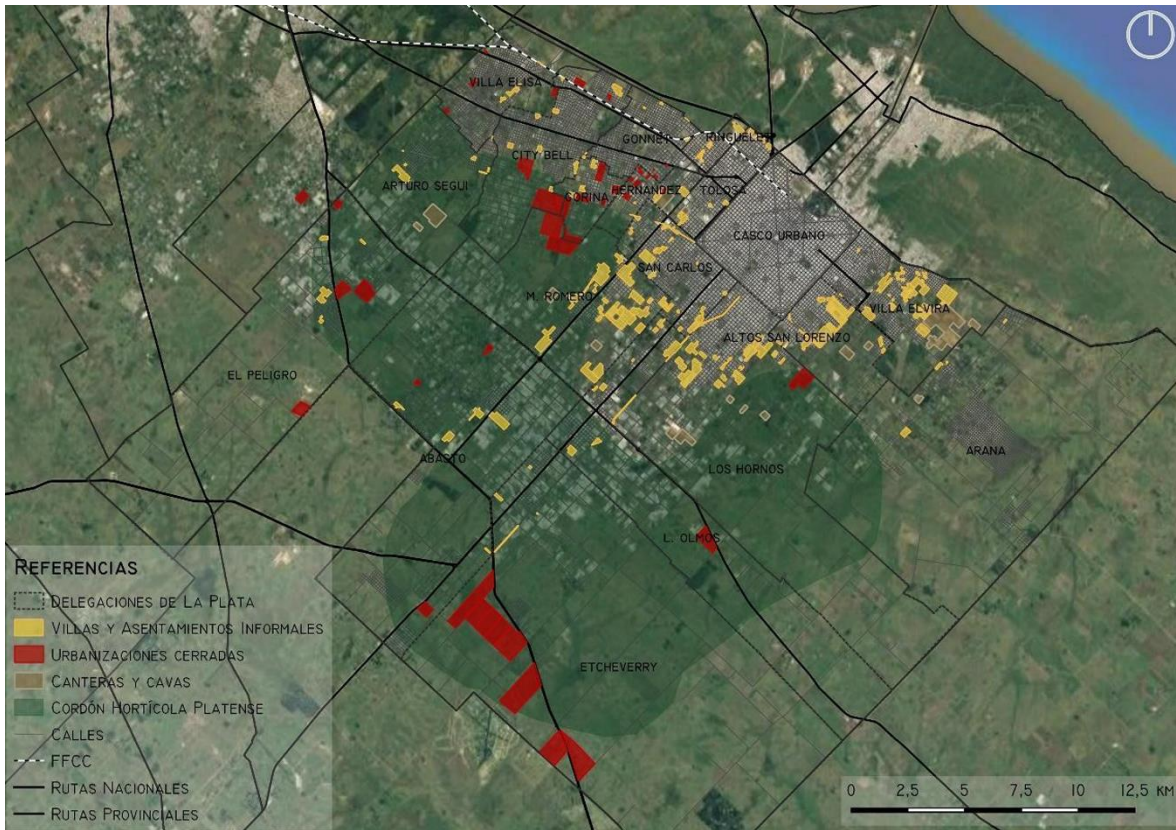 VILLA ELISA
GONNET
RINGUELET
CITY BELL
ARTURO SEGUI
GORINA
HERNÁNDEZ
TOLOSA
CASCO URBANO
SAN CARLOS
M. ROMERO
VILLA ELVIRA
ALTOS SAN LORENZO
EL PELIGRO
ABASTO
LOS HORNOS
ARANA
L. OLMOS
ETCHEVERRY
REFERENCIAS
DELEGACIONES DE LA PLATA
VILLAS Y ASENTAMIENTOS INFORMALES
URBANIZACIONES CERRADAS
CANTERAS Y CAVAS
CORDÓN HORTÍCOLA PLATENSE
CALLES
FFCC
RUTAS NACIONALES
RUTAS PROVINCIALES
0 2,5 5 7,5 10 12,5 KM